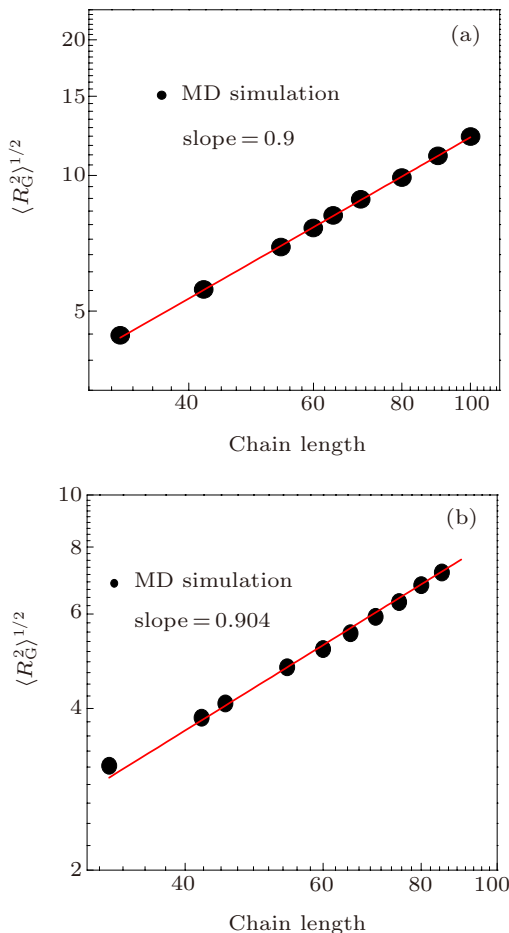 (a)
20
15
10
5
MD simulation
slope = 0.9
⟨R_G^2⟩^{1/2}
40 60 80 100
Chain length
(b)
10
8
6
4
2
MD simulation
slope = 0.904
⟨R_G^2⟩^{1/2}
40 60 80 100
Chain length